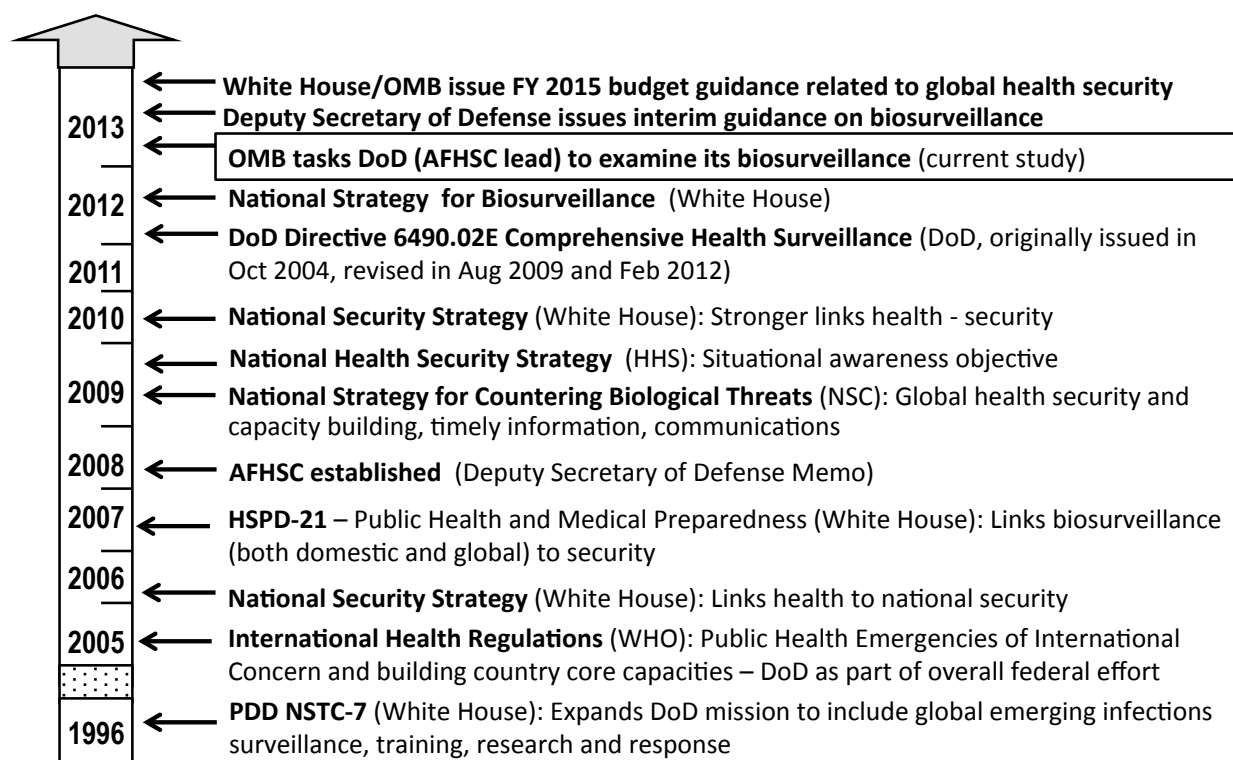 White House/OMB issue FY 2015 budget guidance related to global health security
2013
Deputy Secretary of Defense issues interim guidance on biosurveillance
OMB tasks DoD (AFHSC lead) to examine its biosurveillance (current study)
2012
National Strategy for Biosurveillance (White House)
DoD Directive 6490.02E Comprehensive Health Surveillance (DoD, originally issued in
2011
Oct 2004, revised in Aug 2009 and Feb 2012)
2010
National Security Strategy (White House): Stronger links health - security
National Health Security Strategy (HHS): Situational awareness objective
2009
National Strategy for Countering Biological Threats (NSC): Global health security and
capacity building, timely information, communications
2008
AFHSC established (Deputy Secretary of Defense Memo)
2007
HSPD-21 – Public Health and Medical Preparedness (White House): Links biosurveillance
(both domestic and global) to security
2006
National Security Strategy (White House): Links health to national security
2005
International Health Regulations (WHO): Public Health Emergencies of International
Concern and building country core capacities – DoD as part of overall federal effort
1996
PDD NSTC-7 (White House): Expands DoD mission to include global emerging infections
surveillance, training, research and response